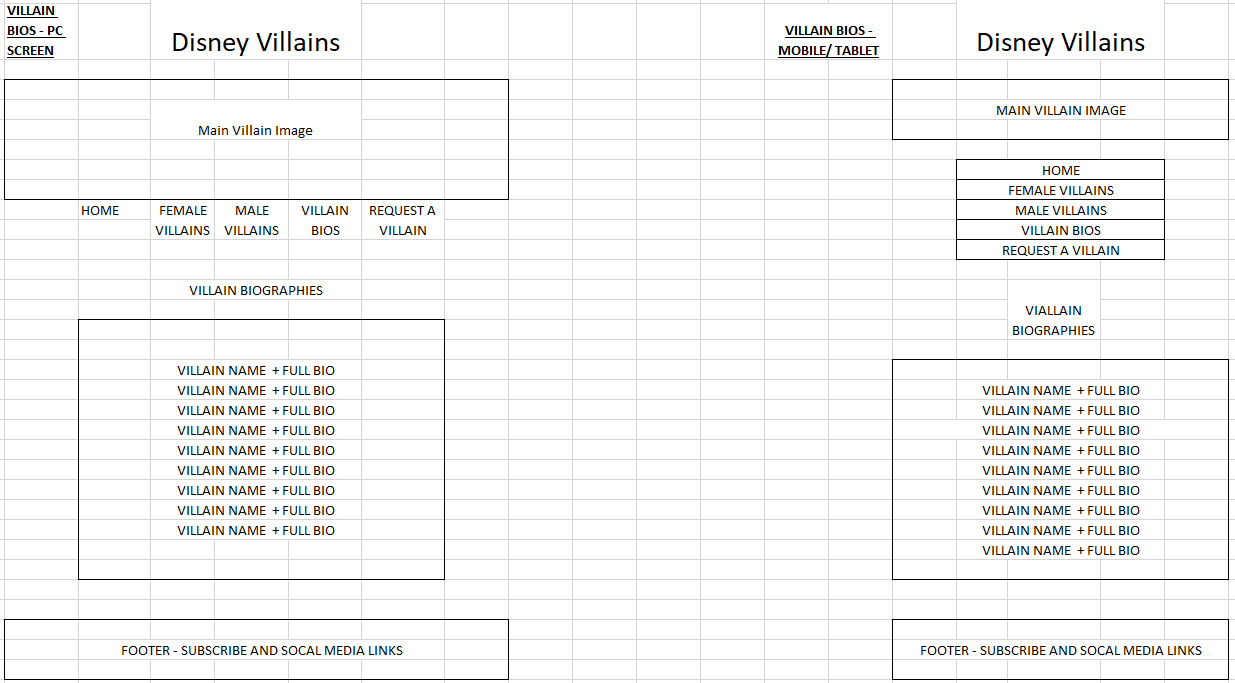 VILLAIN
BIOS - PC
SCREEN
Disney Villains
Main Villain Image
HOME
FEMALE
VILLAINS
MALE
VILLAINS
VILLAIN
BIOS
REQUEST A
VILLAIN
VILLAIN BIOGRAPHIES
VILLAIN NAME + FULL BIO
VILLAIN NAME + FULL BIO
VILLAIN NAME + FULL BIO
VILLAIN NAME + FULL BIO
VILLAIN NAME + FULL BIO
VILLAIN NAME + FULL BIO
VILLAIN NAME + FULL BIO
VILLAIN NAME + FULL BIO
VILLAIN NAME + FULL BIO
FOOTER - SUBSCRIBE AND SOCAL MEDIA LINKS
VILLAIN BIOS -
MOBILE/ TABLET
Disney Villains
MAIN VILLAIN IMAGE
HOME
FEMALE VILLAINS
MALE VILLAINS
VILLAIN BIOS
REQUEST A VILLAIN
VIALLAIN
BIOGRAPHIES
VILLAIN NAME + FULL BIO
VILLAIN NAME + FULL BIO
VILLAIN NAME + FULL BIO
VILLAIN NAME + FULL BIO
VILLAIN NAME + FULL BIO
VILLAIN NAME + FULL BIO
VILLAIN NAME + FULL BIO
VILLAIN NAME + FULL BIO
VILLAIN NAME + FULL BIO
FOOTER - SUBSCRIBE AND SOCAL MEDIA LINKS